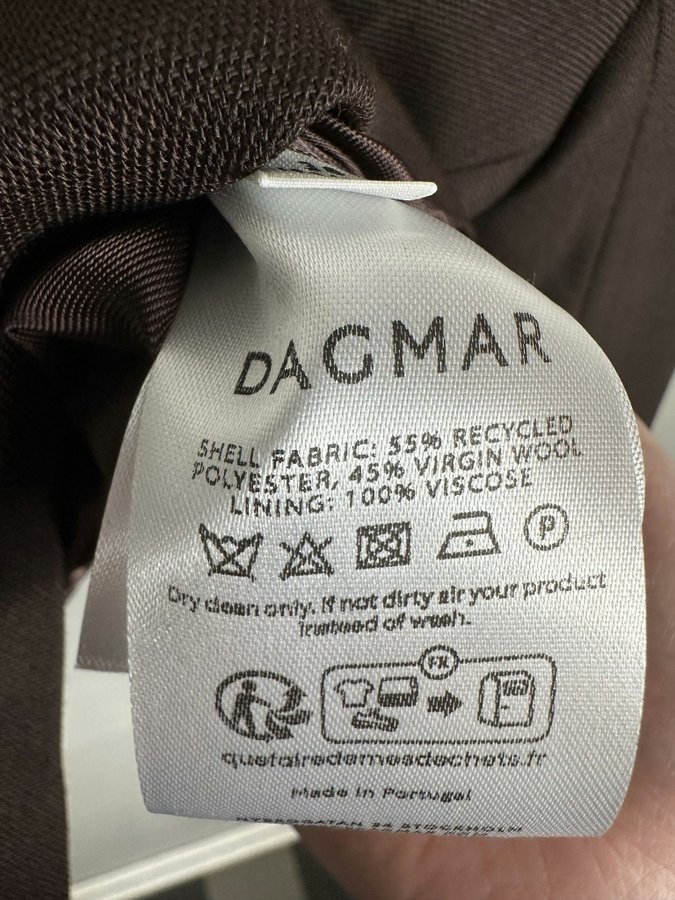 DAGMAR
SHELL FABRIC: 55% RECYCLED
POLYESTER, 45% VIRGIN WOOL
LINING: 100% VISCOSE
P
Dry clean only. If not dirty air your product
instead of wash.
FR
quefairedemesdechets.fr
Made in Portugal
STOCKHOLM